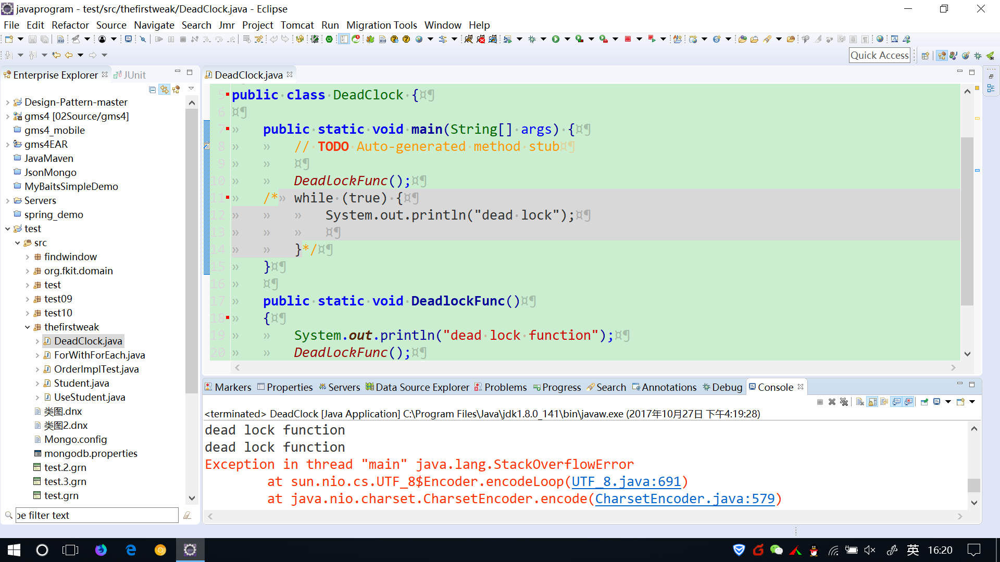 javaprogram - test/src/thefirstweak/DeadClock.java - Eclipse
File Edit Refactor Source Navigate Search Jmr Project Tomcat Run Migration Tools Window Help
Quick Access
Enterprise Explorer
JUnit
Design-Pattern-master
gms4 [02Source/gms4]
gms4_mobile
gms4EAR
JavaMaven
JsonMongo
MyBaitsSimpleDemo
Servers
spring_demo
test
src
findwindow
org.fkit.domain
test
test09
test10
thefirstweak
DeadClock.java
ForWithForEach.java
OrderImplTest.java
Student.java
UseStudent.java
类图.dnx
类图2.dnx
Mongo.config
mongodb.properties
test.2.grn
test.3.grn
test.grn
pe filter text
DeadClock.java
5 public·class·DeadClock·{¤¶
6 ¤¶
7 » public·static·void·main(String[]·args)·{¤¶
8 » » //·TODO·Auto-generated·method·stub¤¶
9 » » ¤¶
10 » » DeadlockFunc();¤¶
11 » /*» while·(true)·{¤¶
12 » » » System.out.println("dead·lock");¤¶
13 » » » ¤¶
14 » » }*/¤¶
15 » }¤¶
16 » ¤¶
17 » public·static·void·DeadlockFunc()¤¶
18 » {¤¶
19 » » System.out.println("dead·lock·function");¤¶
20 » » DeadlockFunc();¤¶
Markers Properties Servers Data Source Explorer Problems Progress Search Annotations Debug Console
<terminated> DeadClock [Java Application] C:\Program Files\Java\jdk1.8.0_141\bin\javaw.exe (2017年10月27日 下午4:19:28)
dead lock function
dead lock function
Exception in thread "main" java.lang.StackOverflowError
at sun.nio.cs.UTF_8$Encoder.encodeLoop(UTF_8.java:691)
at java.nio.charset.CharsetEncoder.encode(CharsetEncoder.java:579)
英 16:20